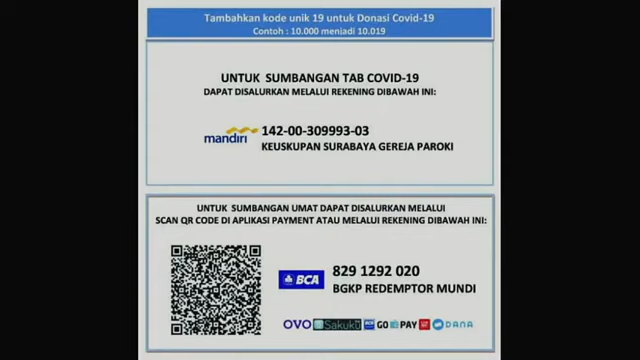 Tambahkan kode unik 19 untuk Donasi Covid-19
Contoh : 10.000 menjadi 10.019
UNTUK SUMBANGAN TAB COVID-19
DAPAT DISALURKAN MELALUI REKENING DIBAWAH INI:
mandiri
142-00-309993-03
KEUSKUPAN SURABAYA GEREJA PAROKI
UNTUK SUMBANGAN UMAT DAPAT DISALURKAN MELALUI
SCAN QR CODE DI APLIKASI PAYMENT ATAU MELALUI REKENING DIBAWAH INI:
BCA
829 1292 020
BGKP REDEMPTOR MUNDI
OVO Sakuku GO PAY DANA